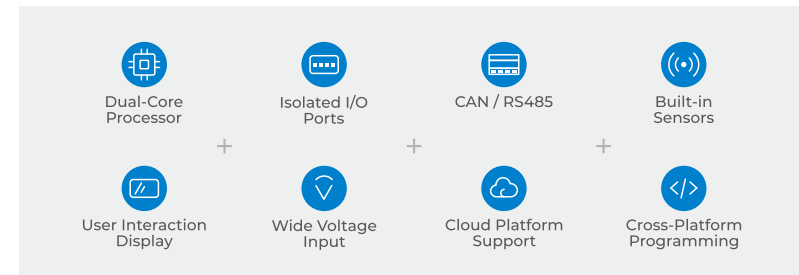 Dual-Core
Processor
Isolated I/O
Ports
CAN / RS485
Built-in
Sensors
User Interaction
Display
Wide Voltage
Input
Cloud Platform
Support
Cross-Platform
Programming